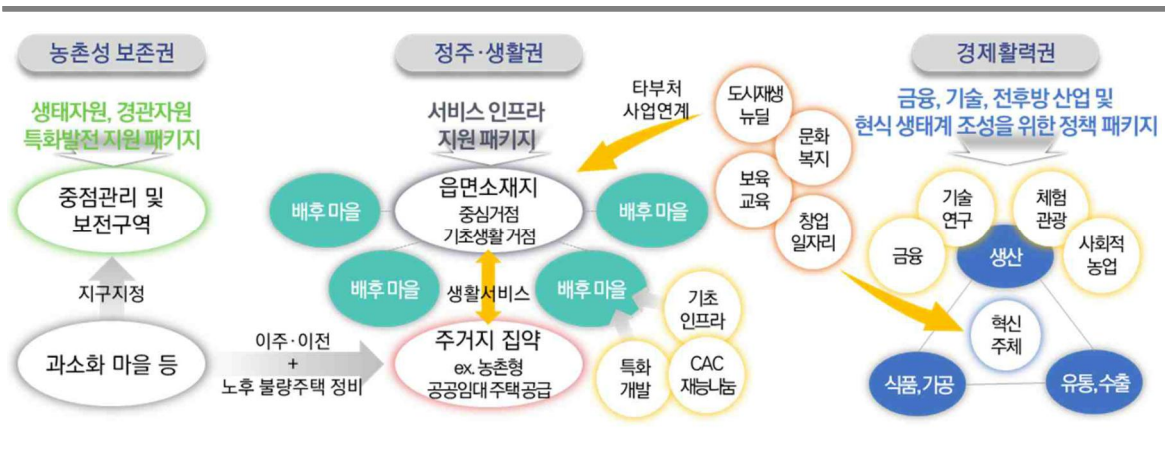 농촌성 보존권
생태자원, 경관자원
특화발전 지원 패키지
중점관리 및
보전구역
지구지정
과소화 마을 등
이주·이전
+
노후 불량주택 정비
정주·생활권
서비스 인프라
지원 패키지
읍면소재지
중심거점
기초생활 거점
배후 마을
배후 마을
배후 마을
배후 마을
생활서비스
주거지 집약
ex. 농촌형
공공임대 주택 공급
기초
인프라
특화
개발
CAC
재능나눔
타부처
사업연계
도시재생
뉴딜
문화
복지
보육
교육
창업
일자리
경제활력권
금융, 기술, 전후방 산업 및
현식 생태계 조성을 위한 정책 패키지
금융
기술
연구
체험
관광
사회적
농업
생산
혁신
주체
식품,가공
유통,수출